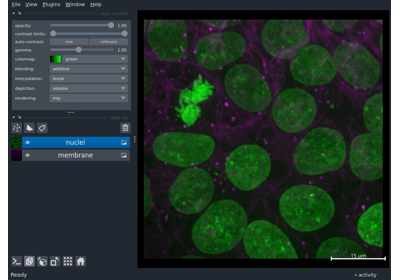 File View Plugins Window Help
opacity: 1.00
contrast limits:
auto-contrast: once continuous
gamma: 1.00
colormap: green
blending: additive
interpolation: linear
depiction: volume
rendering: mip
nuclei
membrane
15 μm
Ready
activity